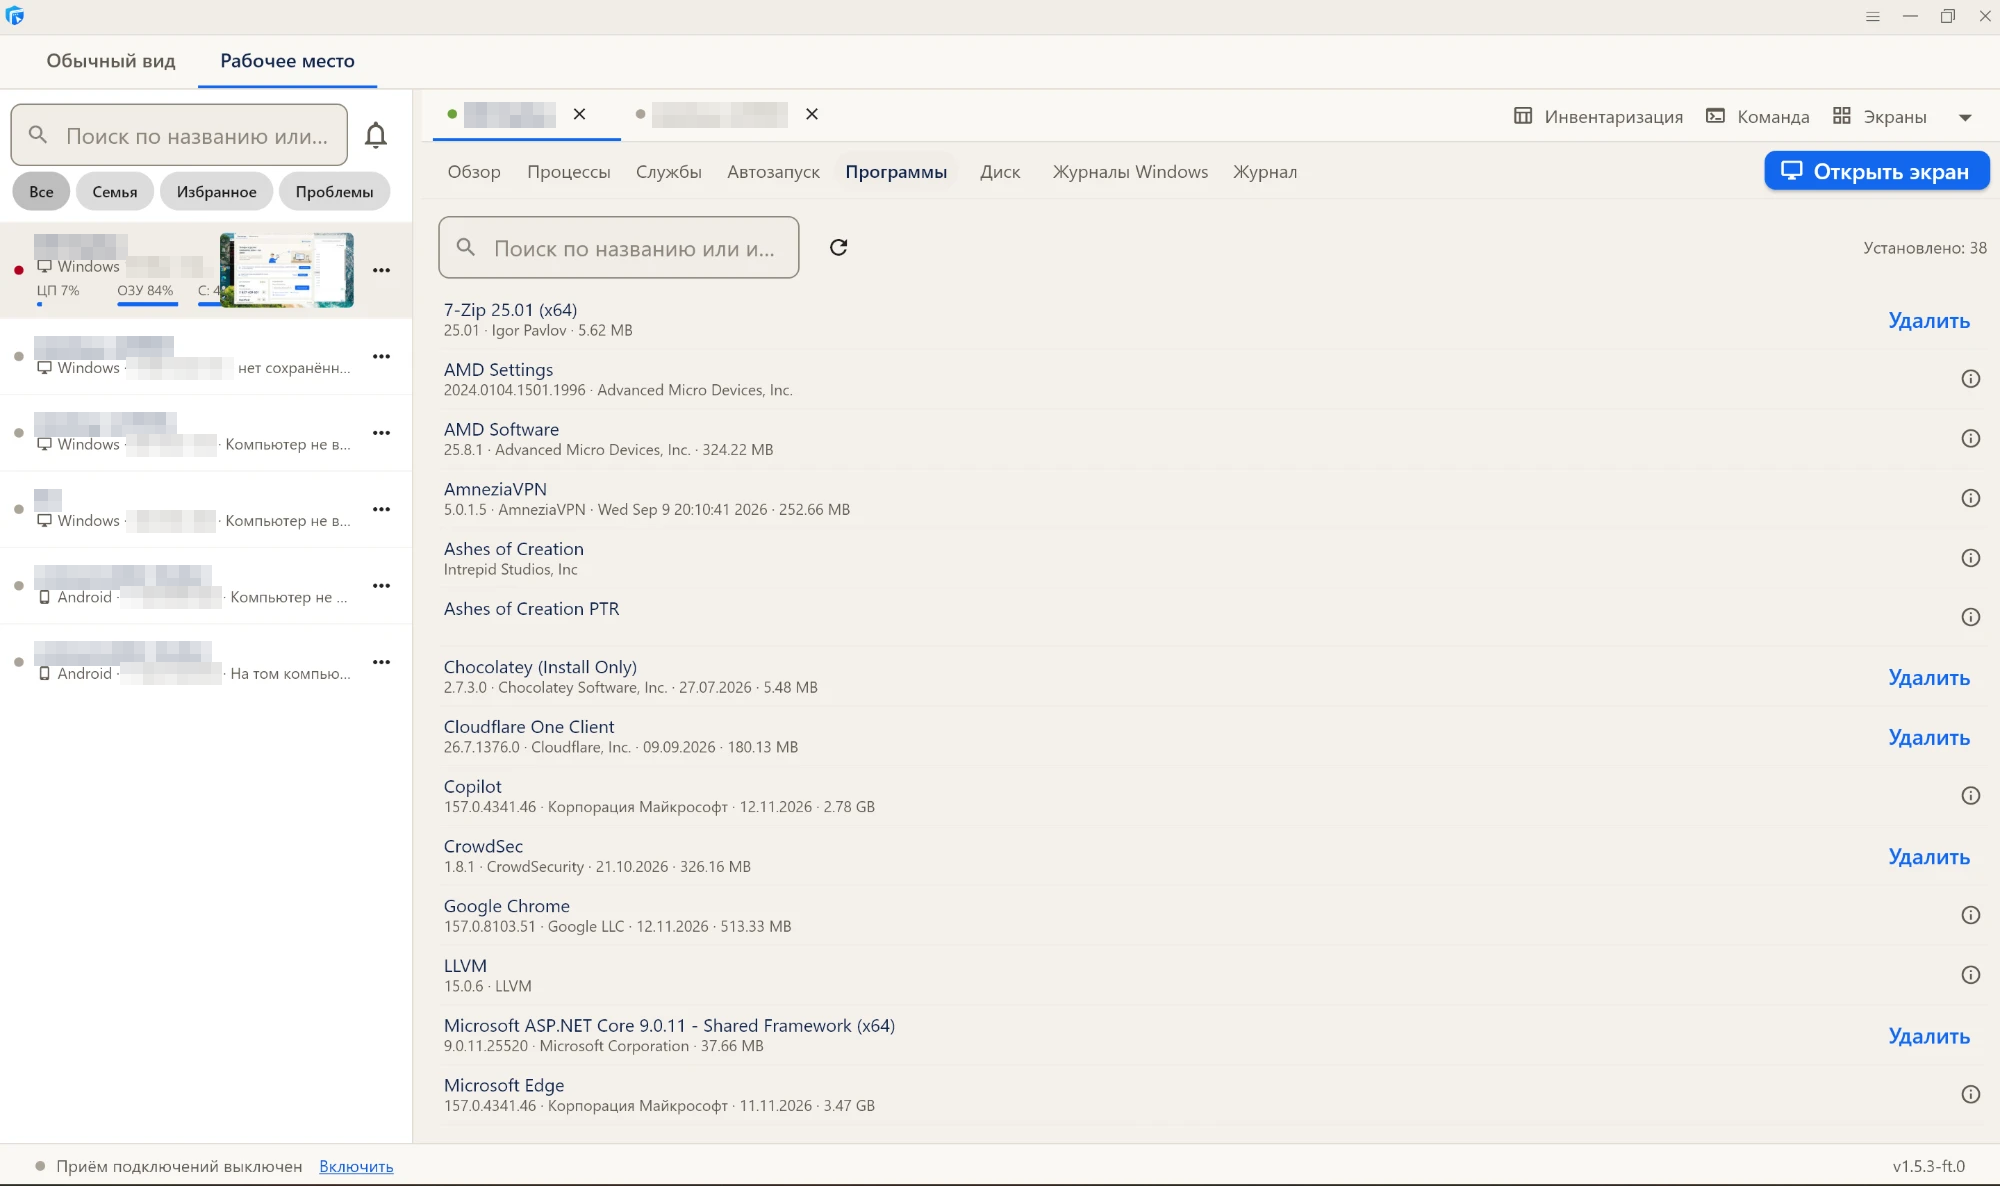 Обычный вид
Рабочее место
Поиск по названию или...
Все
Семья
Избранное
Проблемы
Windows
ЦП 7%
ОЗУ 84%
C: 4
Windows · нет сохранённ...
Windows · Компьютер не в...
Windows · Компьютер не в...
Android · Компьютер не ...
Android · На том компью...
Инвентаризация
Команда
Экраны
Обзор
Процессы
Службы
Автозапуск
Программы
Диск
Журналы Windows
Журнал
Открыть экран
Поиск по названию или и...
Установлено: 38
7-Zip 25.01 (x64)
25.01 · Igor Pavlov · 5.62 MB
Удалить
AMD Settings
2024.0104.1501.1996 · Advanced Micro Devices, Inc.
AMD Software
25.8.1 · Advanced Micro Devices, Inc. · 324.22 MB
AmneziaVPN
5.0.1.5 · AmneziaVPN · Wed Sep 9 20:10:41 2026 · 252.66 MB
Ashes of Creation
Intrepid Studios, Inc
Ashes of Creation PTR
Chocolatey (Install Only)
2.7.3.0 · Chocolatey Software, Inc. · 27.07.2026 · 5.48 MB
Удалить
Cloudflare One Client
26.7.1376.0 · Cloudflare, Inc. · 09.09.2026 · 180.13 MB
Удалить
Copilot
157.0.4341.46 · Корпорация Майкрософт · 12.11.2026 · 2.78 GB
CrowdSec
1.8.1 · CrowdSecurity · 21.10.2026 · 326.16 MB
Удалить
Google Chrome
157.0.8103.51 · Google LLC · 12.11.2026 · 513.33 MB
LLVM
15.0.6 · LLVM
Microsoft ASP.NET Core 9.0.11 - Shared Framework (x64)
9.0.11.25520 · Microsoft Corporation · 37.66 MB
Удалить
Microsoft Edge
157.0.4341.46 · Корпорация Майкрософт · 11.11.2026 · 3.47 GB
Приём подключений выключен
Включить
v1.5.3-ft.0